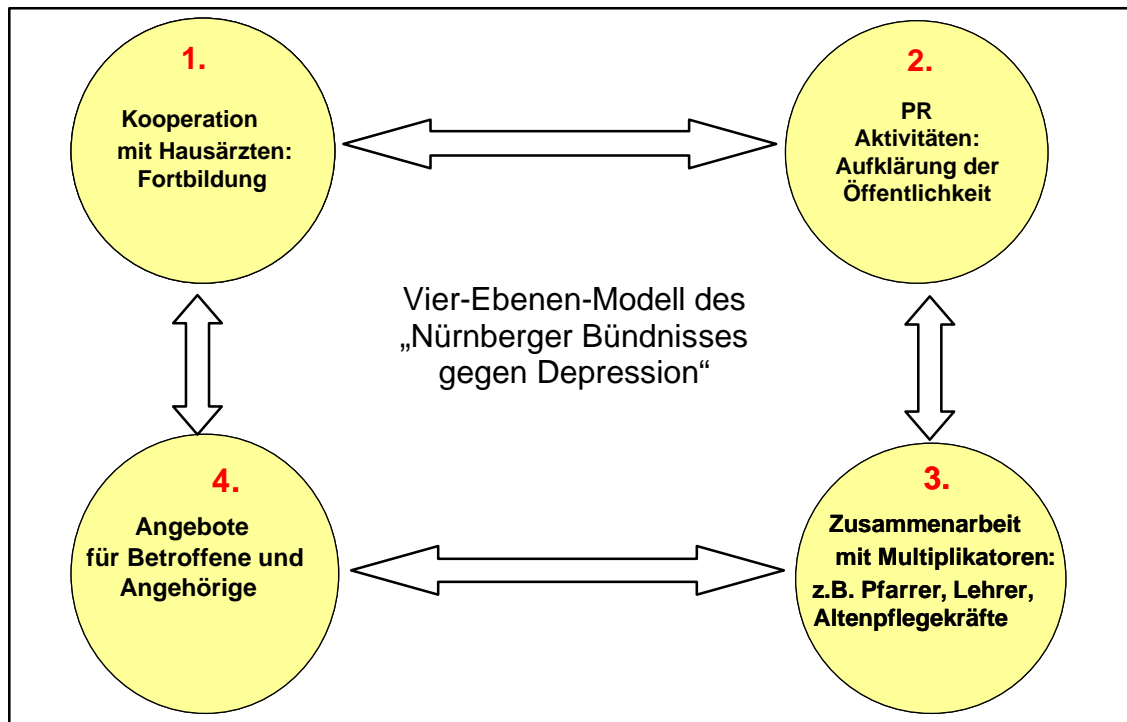 1.
Kooperation
mit Hausärzten:
Fortbildung
2.
PR
Aktivitäten:
Aufklärung der
Öffentlichkeit
Vier-Ebenen-Modell des
„Nürnberger Bündnisses
gegen Depression“
4.
Angebote
für Betroffene und
Angehörige
3.
Zusammenarbeit
mit Multiplikatoren:
z.B. Pfarrer, Lehrer,
Altenpflegekräfte